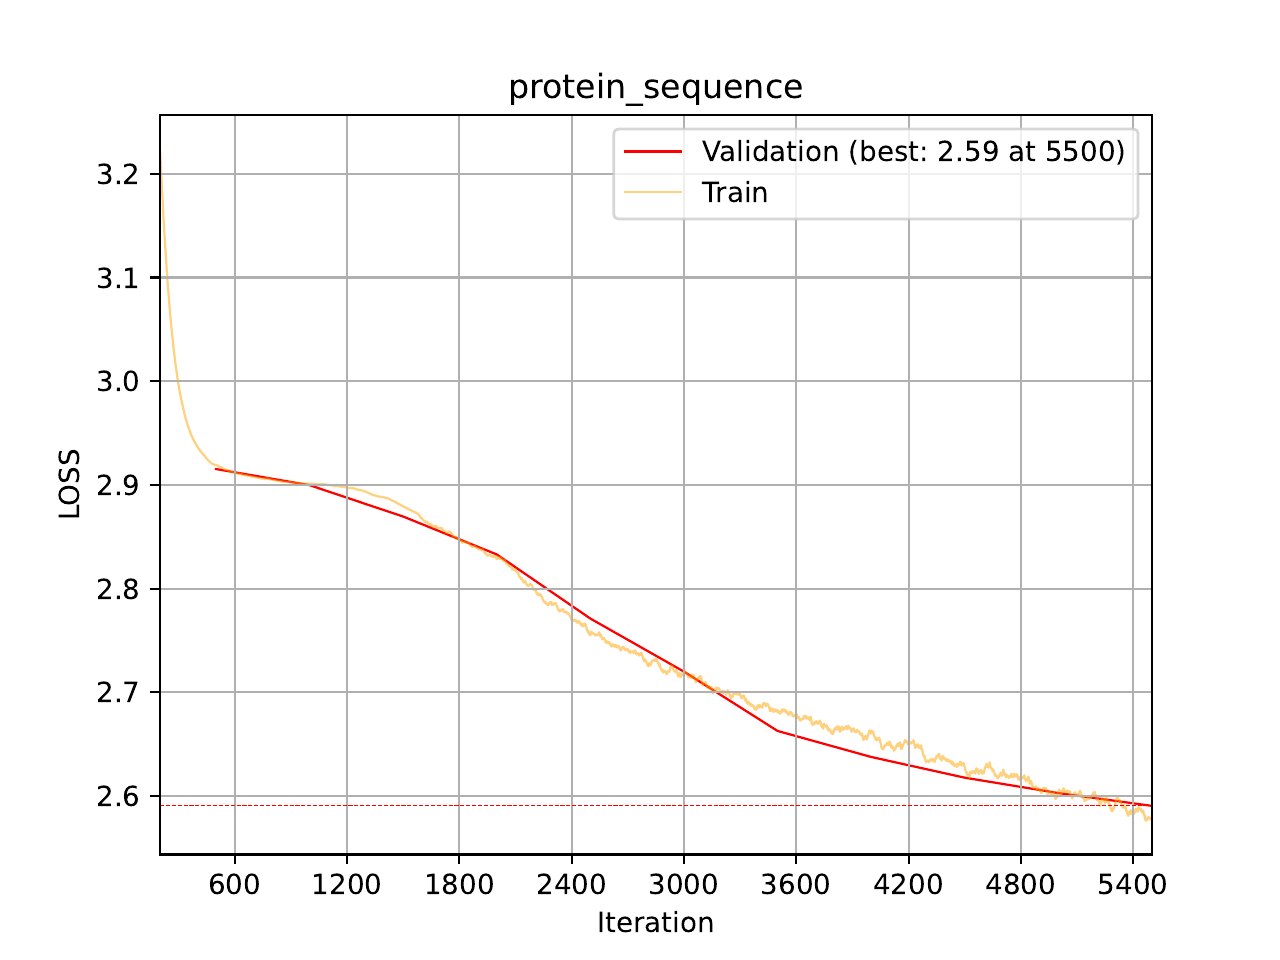 protein_sequence
Validation (best: 2.59 at 5500)
Train
3.2
3.1
3.0
2.9
2.8
2.7
2.6
LOSS
600 1200 1800 2400 3000 3600 4200 4800 5400
Iteration